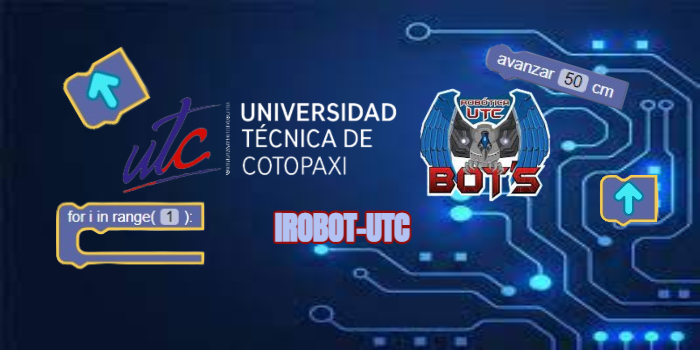 avanzar 50 cm
utc
UNIVERSIDAD
TÉCNICA DE
COTOPAXI
ROBÓTICA
UTC
BOT'S
for i in range( 1 ):
IROBOT-UTC